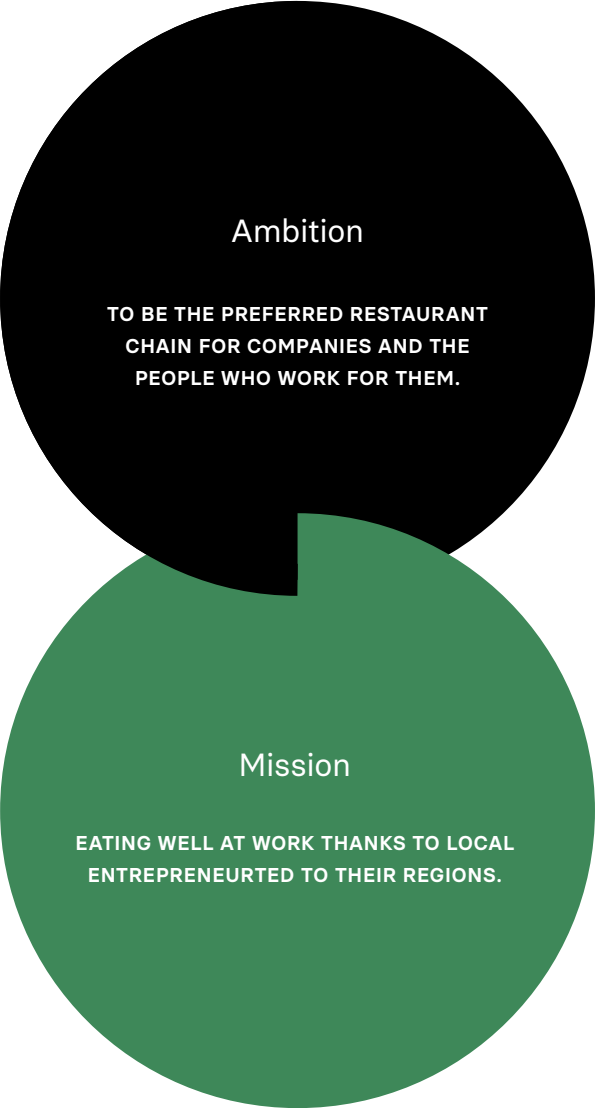 Ambition
TO BE THE PREFERRED RESTAURANT
CHAIN FOR COMPANIES AND THE
PEOPLE WHO WORK FOR THEM.
Mission
EATING WELL AT WORK THANKS TO LOCAL
ENTREPRENEURTED TO THEIR REGIONS.